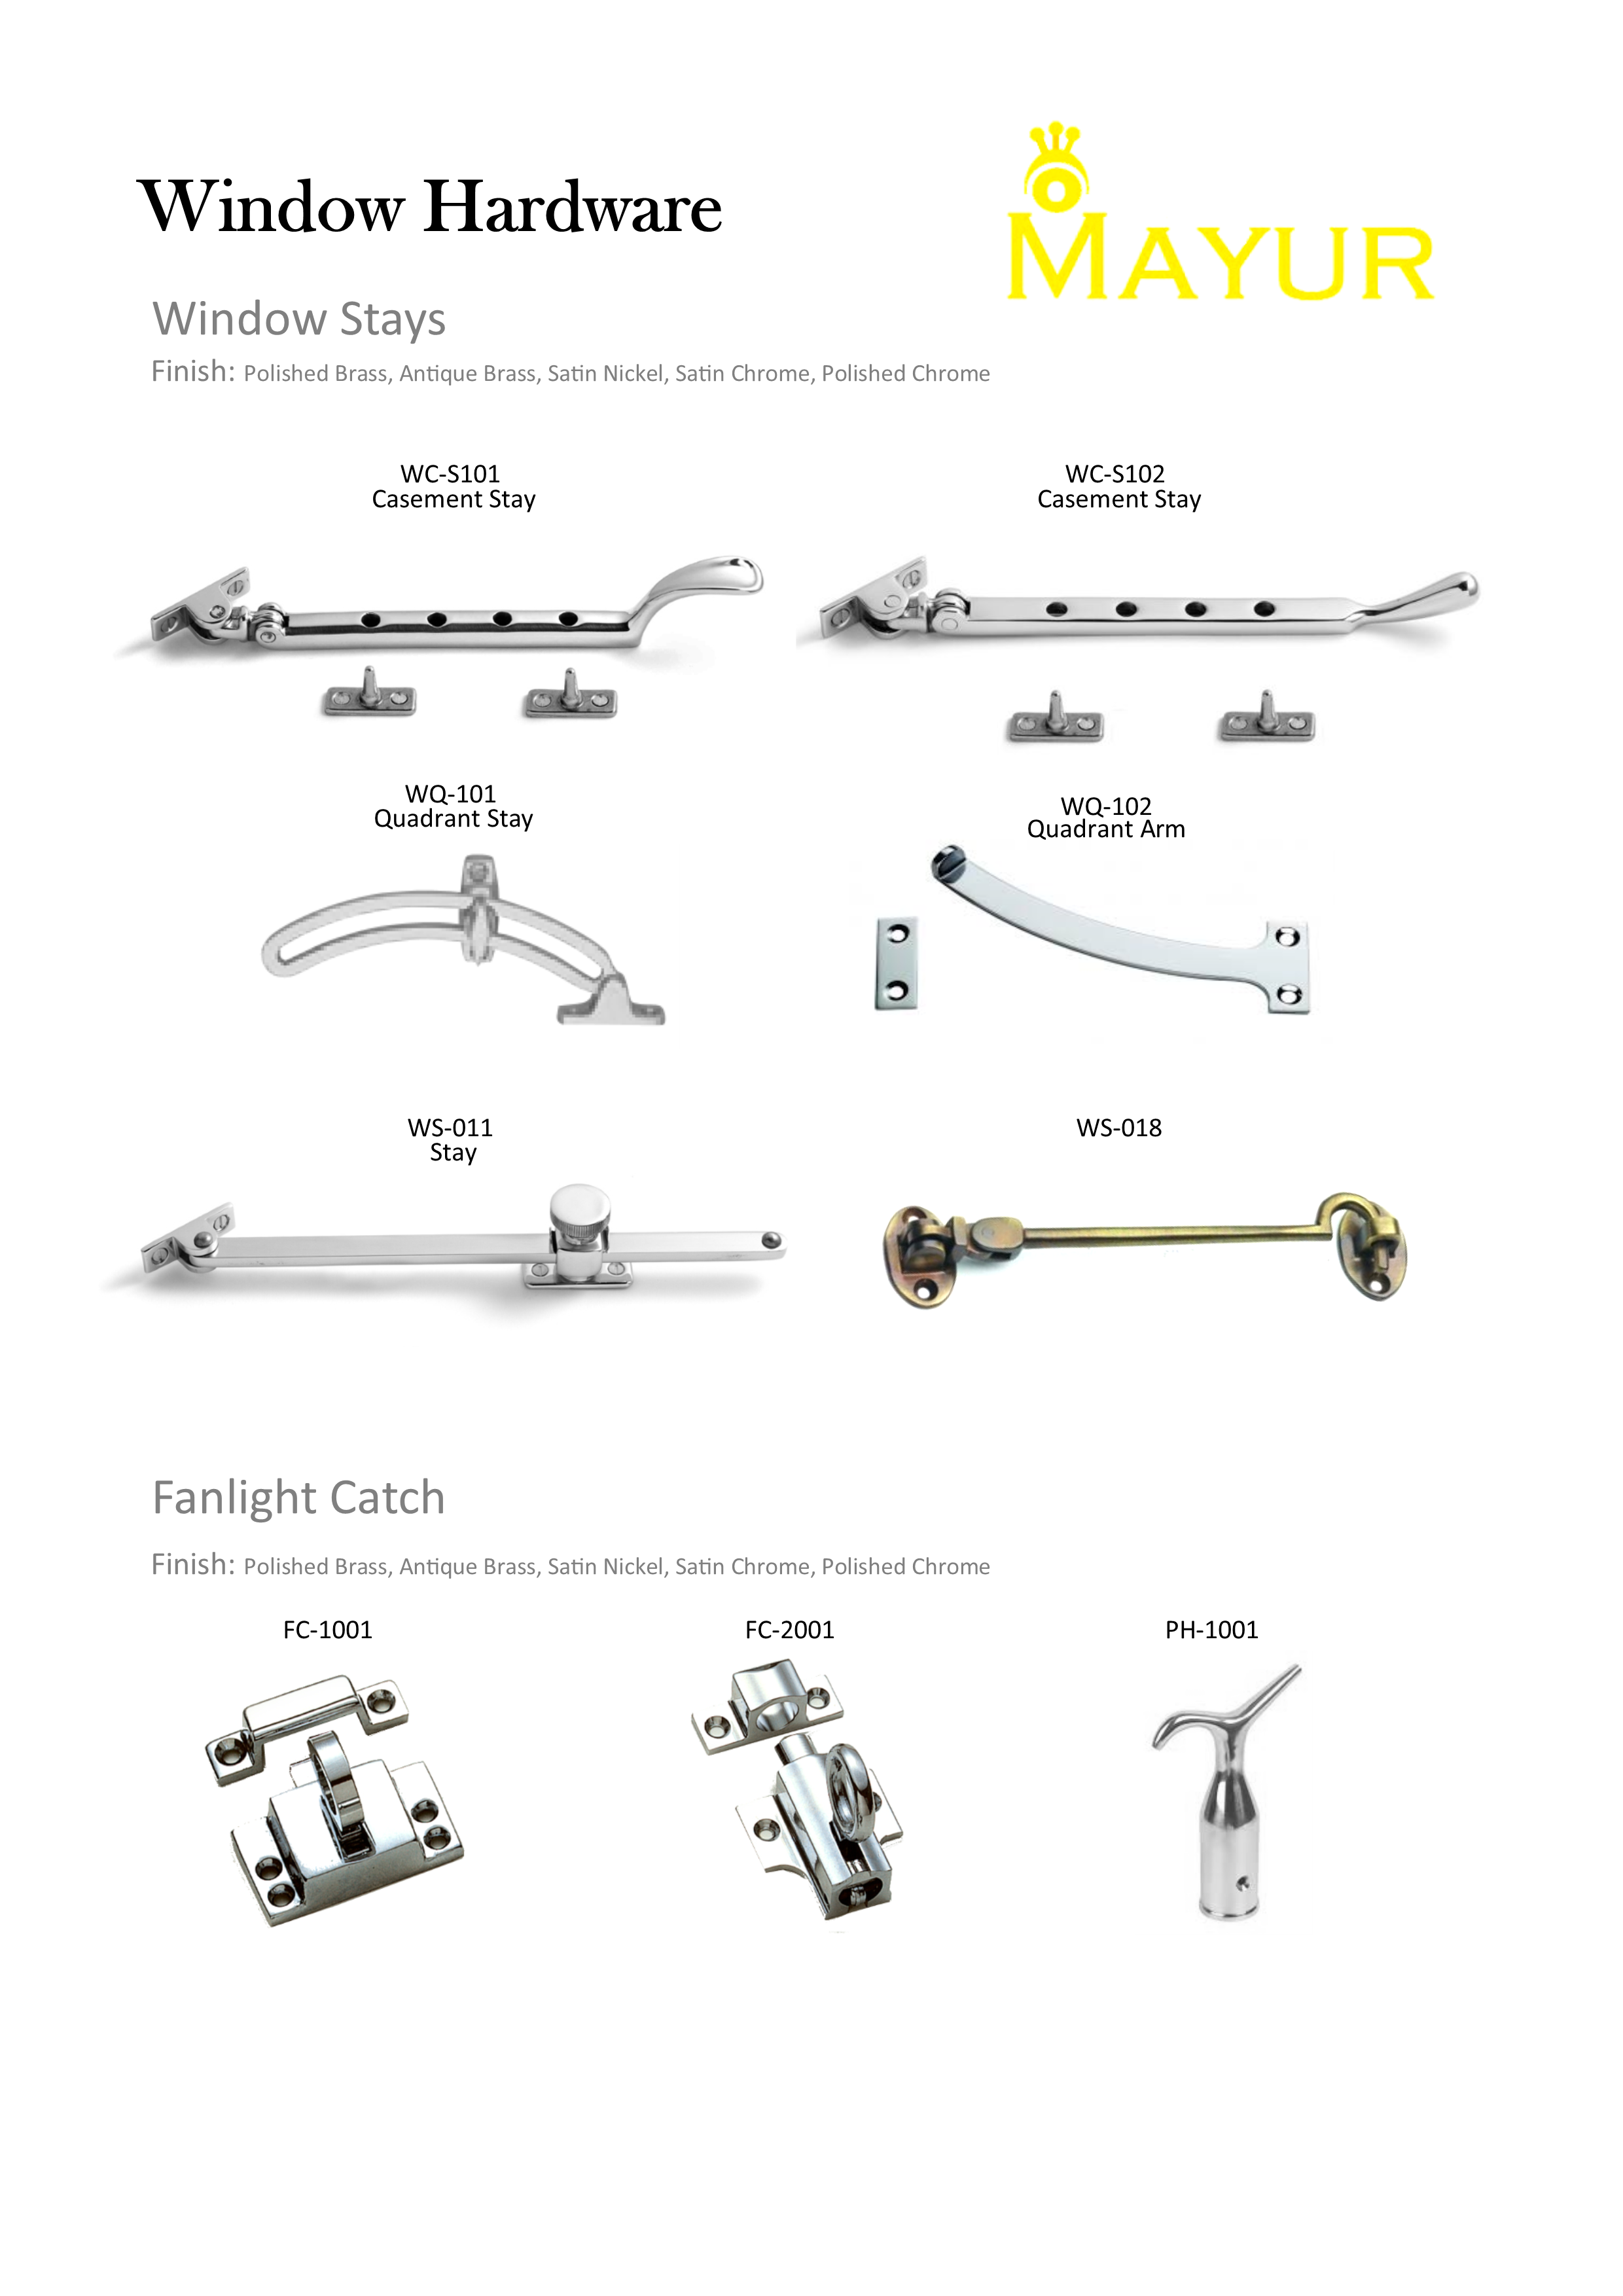 Window Hardware
MAYUR
Window Stays
Finish: Polished Brass, Antique Brass, Satin Nickel, Satin Chrome, Polished Chrome
WC-S101
Casement Stay
WC-S102
Casement Stay
WQ-101
Quadrant Stay
WQ-102
Quadrant Arm
WS-011
Stay
WS-018
Fanlight Catch
Finish: Polished Brass, Antique Brass, Satin Nickel, Satin Chrome, Polished Chrome
FC-1001
FC-2001
PH-1001